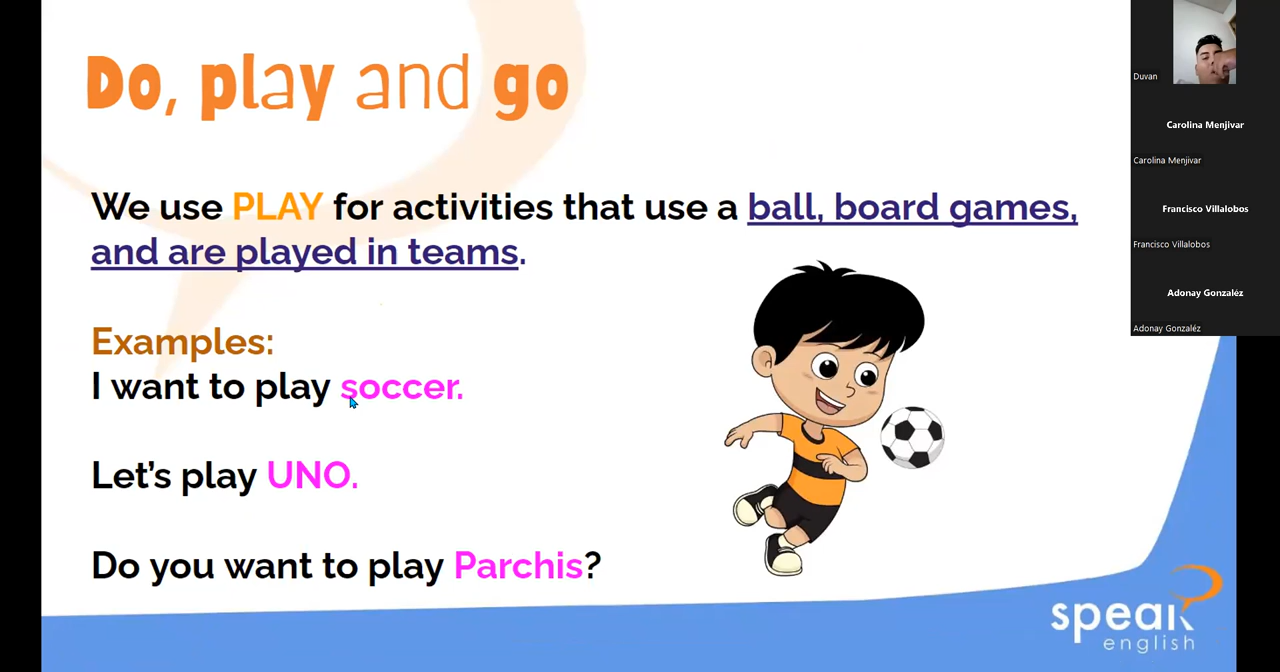 Do, play and go
We use PLAY for activities that use a ball, board games,
and are played in teams.
Examples:
I want to play soccer.
Let's play UNO.
Do you want to play Parchis?
speak
english
Duvan
Carolina Menjivar
Carolina Menjivar
Francisco Villalobos
Francisco Villalobos
Adonay Gonzaléz
Adonay Gonzaléz